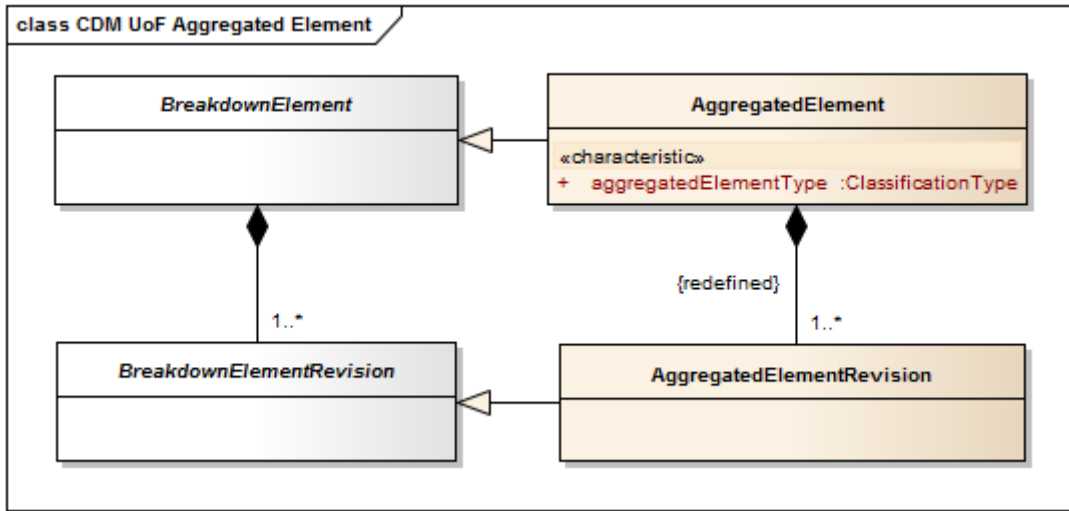 class CDM UoF Aggregated Element
BreakdownElement
AggregatedElement
«characteristic»
+ aggregatedElementType :ClassificationType
{redefined}
1..*
1..*
BreakdownElementRevision
AggregatedElementRevision